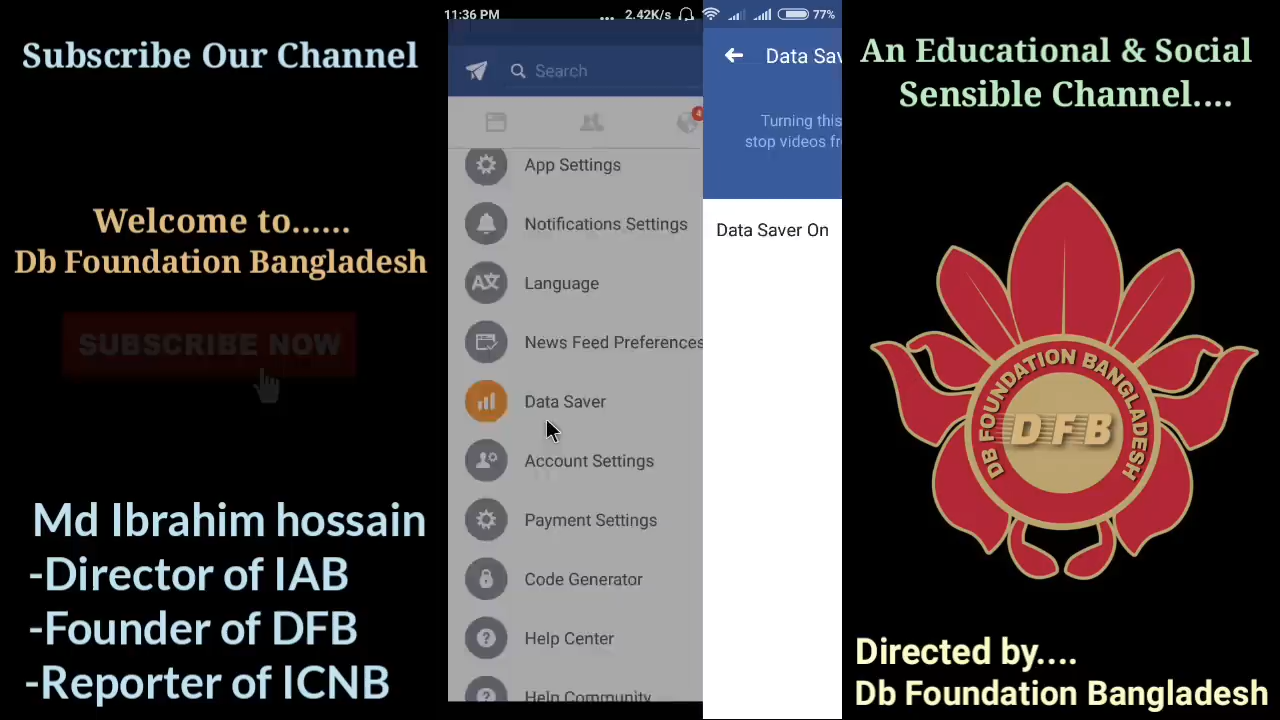 Subscribe Our Channel
Welcome to......
Db Foundation Bangladesh
SUBSCRIBE NOW
Md Ibrahim hossain
-Director of IAB
-Founder of DFB
-Reporter of ICNB
11:36 PM
... 2.42K/s
77%
Search
4
App Settings
Notifications Settings
Language
News Feed Preferences
Data Saver
Account Settings
Payment Settings
Code Generator
Help Center
Help Community
Data Sav
Turning this
stop videos fr
Data Saver On
An Educational & Social
Sensible Channel....
DB FOUNDATION BANGLADESH
DFB
Directed by....
Db Foundation Bangladesh